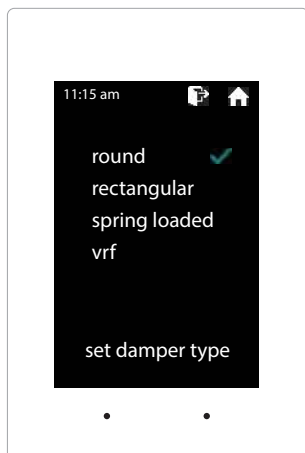 11:15 am
round
rectangular
spring loaded
vrf
set damper type